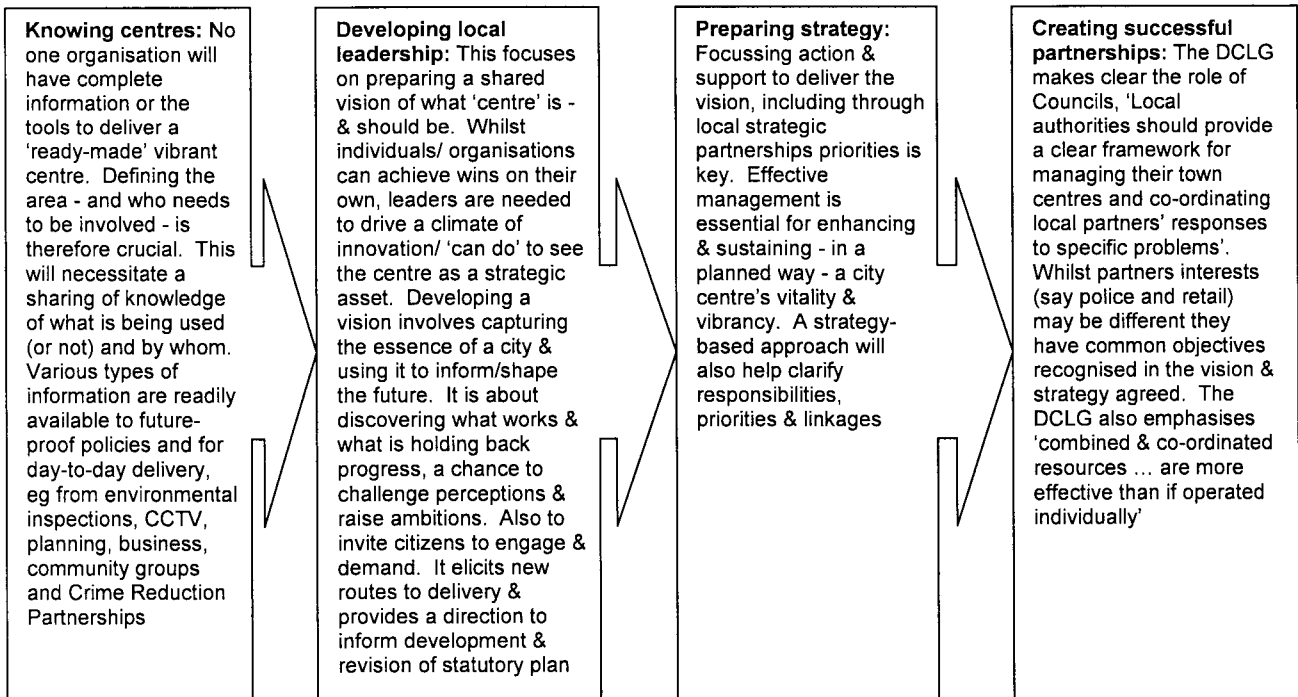 Knowing centres: No
one organisation will
have complete
information or the
tools to deliver a
'ready-made' vibrant
centre. Defining the
area - and who needs
to be involved - is
therefore crucial. This
will necessitate a
sharing of knowledge
of what is being used
(or not) and by whom.
Various types of
information are readily
available to future-
proof policies and for
day-to-day delivery,
eg from environmental
inspections, CCTV,
planning, business,
community groups
and Crime Reduction
Partnerships
Developing local
leadership: This focuses
on preparing a shared
vision of what 'centre' is -
& should be. Whilst
individuals/ organisations
can achieve wins on their
own, leaders are needed
to drive a climate of
innovation/ 'can do' to see
the centre as a strategic
asset. Developing a
vision involves capturing
the essence of a city &
using it to inform/shape
the future. It is about
discovering what works &
what is holding back
progress, a chance to
challenge perceptions &
raise ambitions. Also to
invite citizens to engage &
demand. It elicits new
routes to delivery &
provides a direction to
inform development &
revision of statutory plan
Preparing strategy:
Focussing action &
support to deliver the
vision, including through
local strategic
partnerships priorities is
key. Effective
management is
essential for enhancing
& sustaining - in a
planned way - a city
centre's vitality &
vibrancy. A strategy-
based approach will
also help clarify
responsibilities,
priorities & linkages
Creating successful
partnerships: The DCLG
makes clear the role of
Councils, 'Local
authorities should provide
a clear framework for
managing their town
centres and co-ordinating
local partners' responses
to specific problems'.
Whilst partners interests
(say police and retail)
may be different they
have common objectives
recognised in the vision &
strategy agreed. The
DCLG also emphasises
'combined & co-ordinated
resources ... are more
effective than if operated
individually'